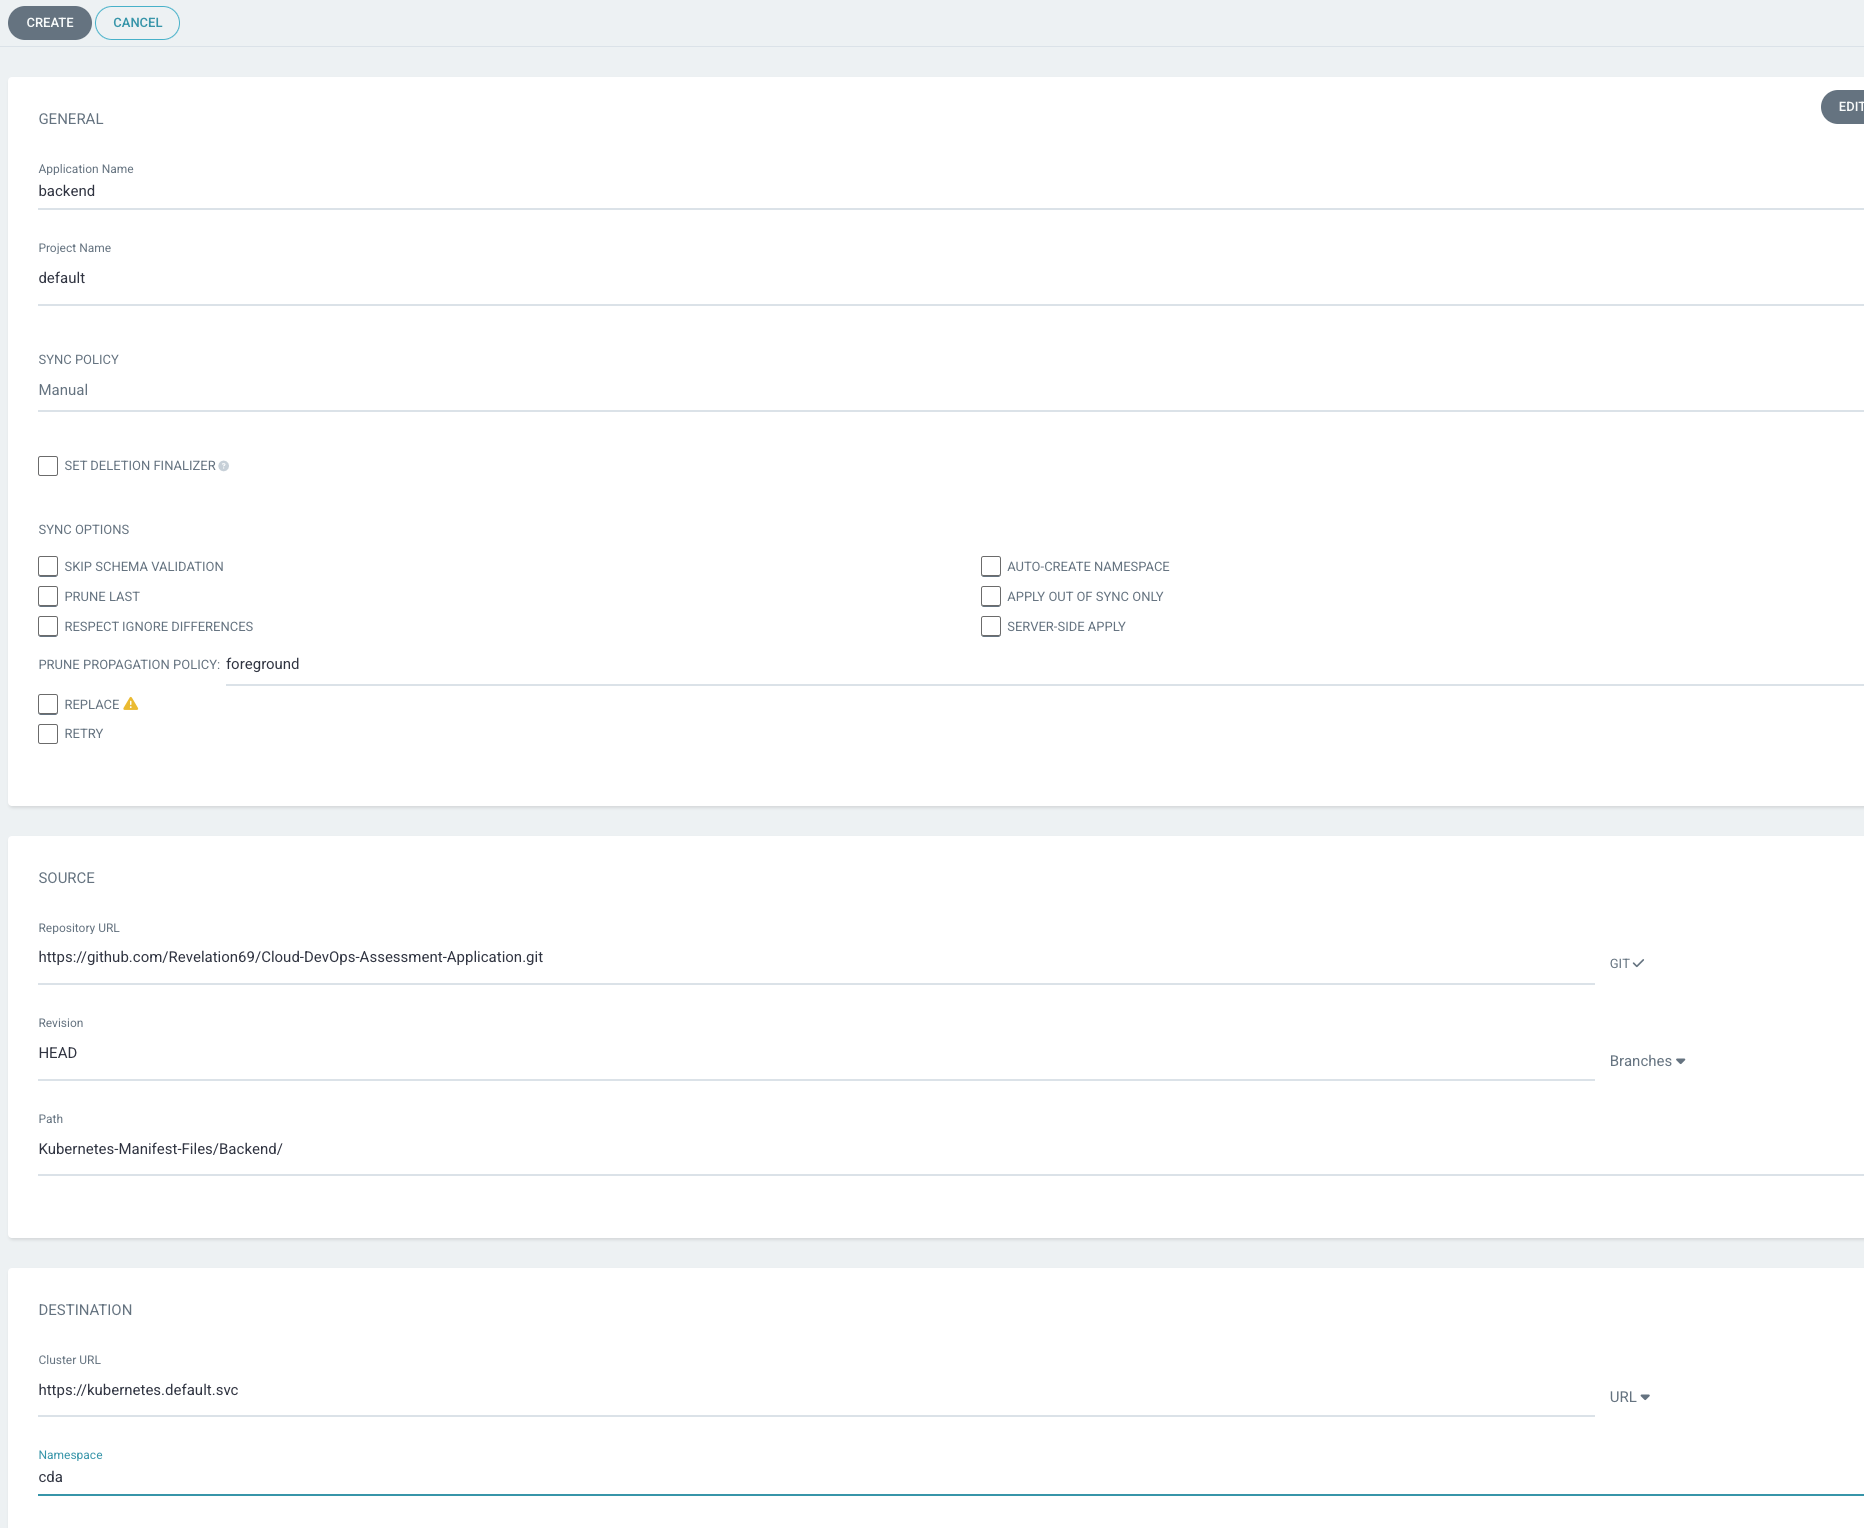 CREATE CANCEL
GENERAL
EDIT
Application Name
backend
Project Name
default
SYNC POLICY
Manual
SET DELETION FINALIZER
SYNC OPTIONS
SKIP SCHEMA VALIDATION AUTO-CREATE NAMESPACE
PRUNE LAST APPLY OUT OF SYNC ONLY
RESPECT IGNORE DIFFERENCES SERVER-SIDE APPLY
PRUNE PROPAGATION POLICY: foreground
REPLACE
RETRY
SOURCE
Repository URL
https://github.com/Revelation69/Cloud-DevOps-Assessment-Application.git
GIT
Revision
HEAD
Branches
Path
Kubernetes-Manifest-Files/Backend/
DESTINATION
Cluster URL
https://kubernetes.default.svc
URL
Namespace
cda